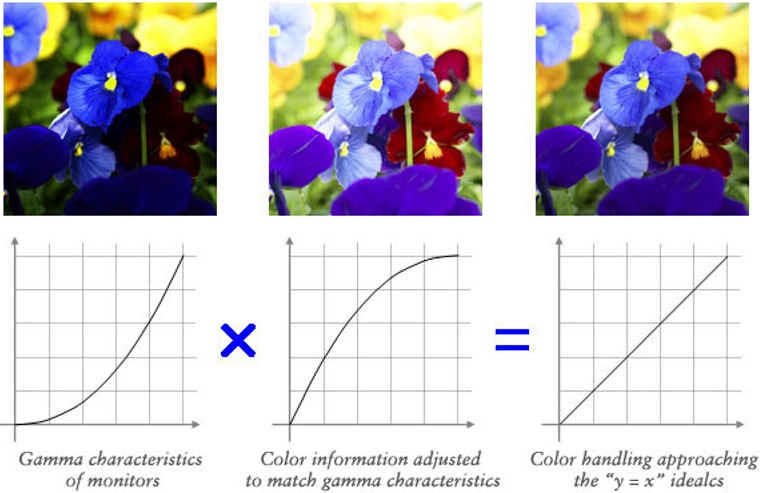 Gamma characteristics
of monitors
Color information adjusted
to match gamma characteristics
Color handling approaching
the “y = x” idealcs